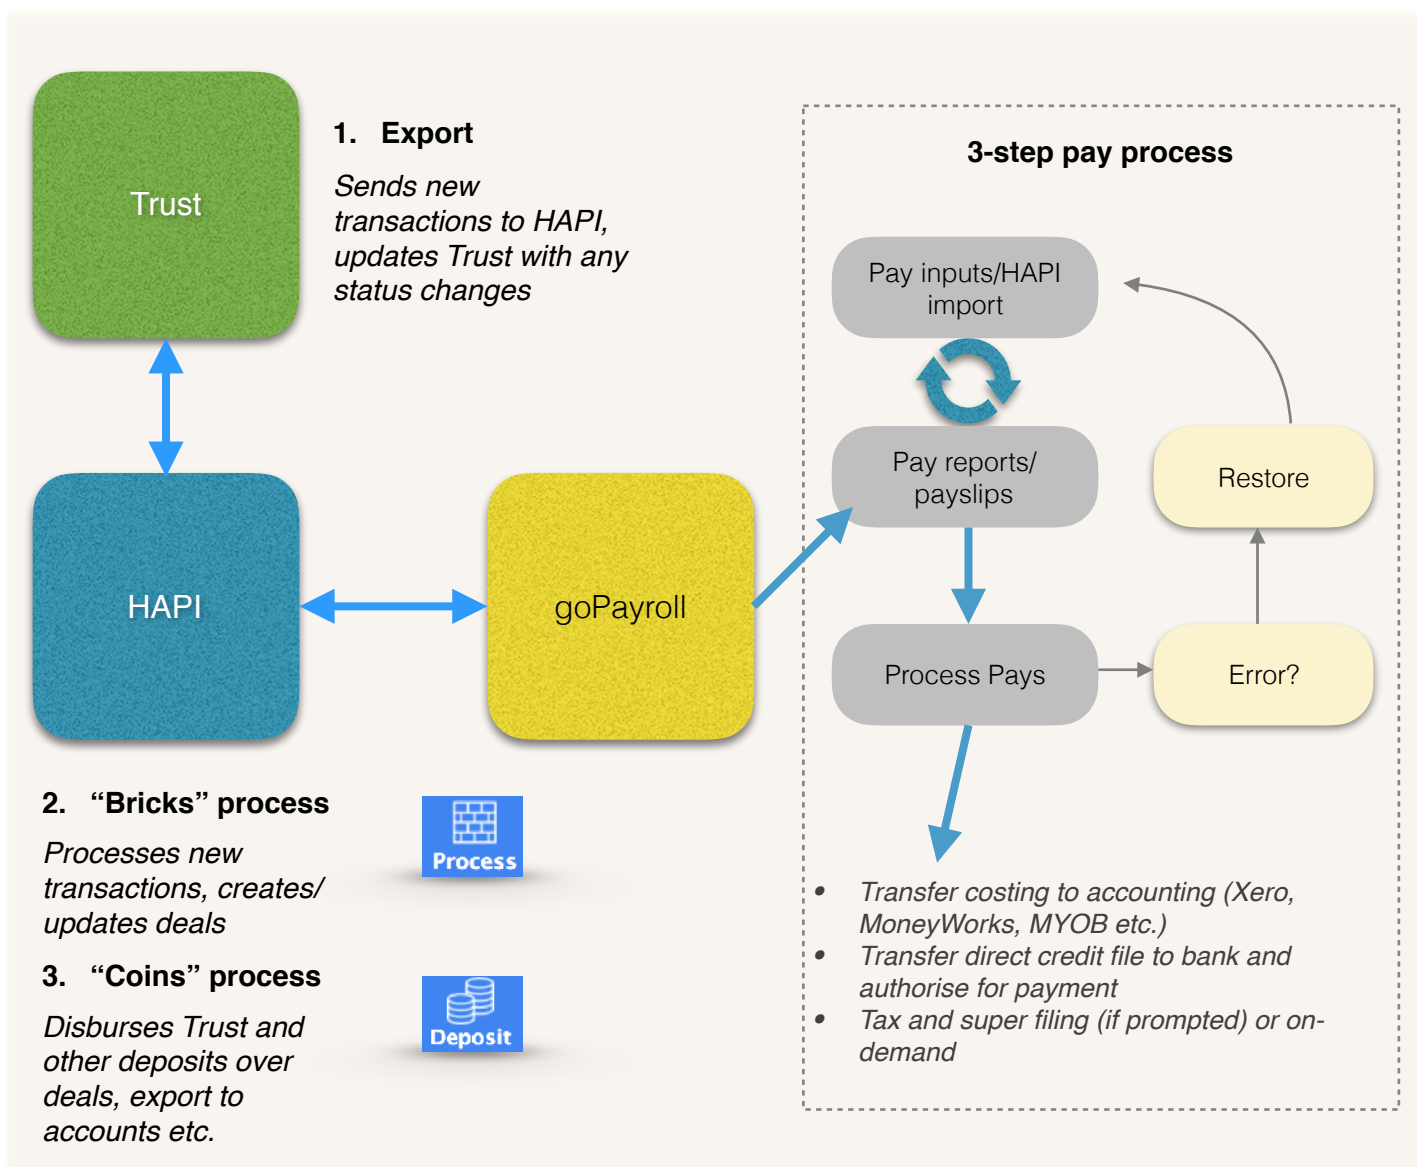 Trust
1. Export
Sends new
transactions to HAPI,
updates Trust with any
status changes
HAPI
goPayroll
2. “Bricks” process
Processes new
transactions, creates/
updates deals
Process
3. “Coins” process
Disburses Trust and
other deposits over
deals, export to
accounts etc.
Deposit
3-step pay process
Pay inputs/HAPI
import
Pay reports/
payslips
Restore
Process Pays
Error?
• Transfer costing to accounting (Xero,
MoneyWorks, MYOB etc.)
• Transfer direct credit file to bank and
authorise for payment
• Tax and super filing (if prompted) or on-
demand